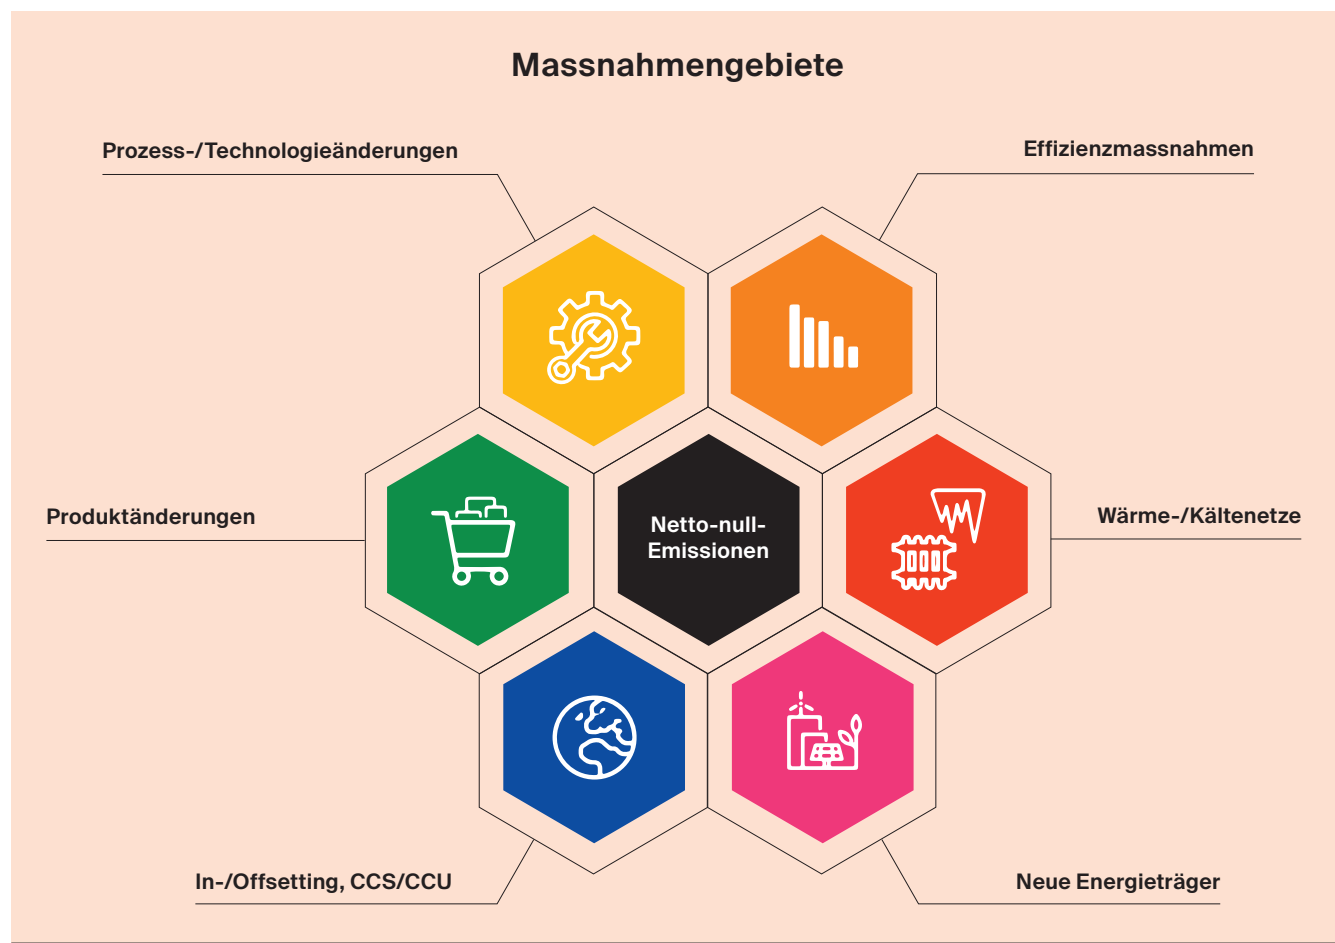 Massnahmengebiete
Prozess-/Technologieänderungen
Effizienzmassnahmen
Produktänderungen
Netto-null-
Emissionen
Wärme-/Kältenetze
In-/Offsetting, CCS/CCU
Neue Energieträger